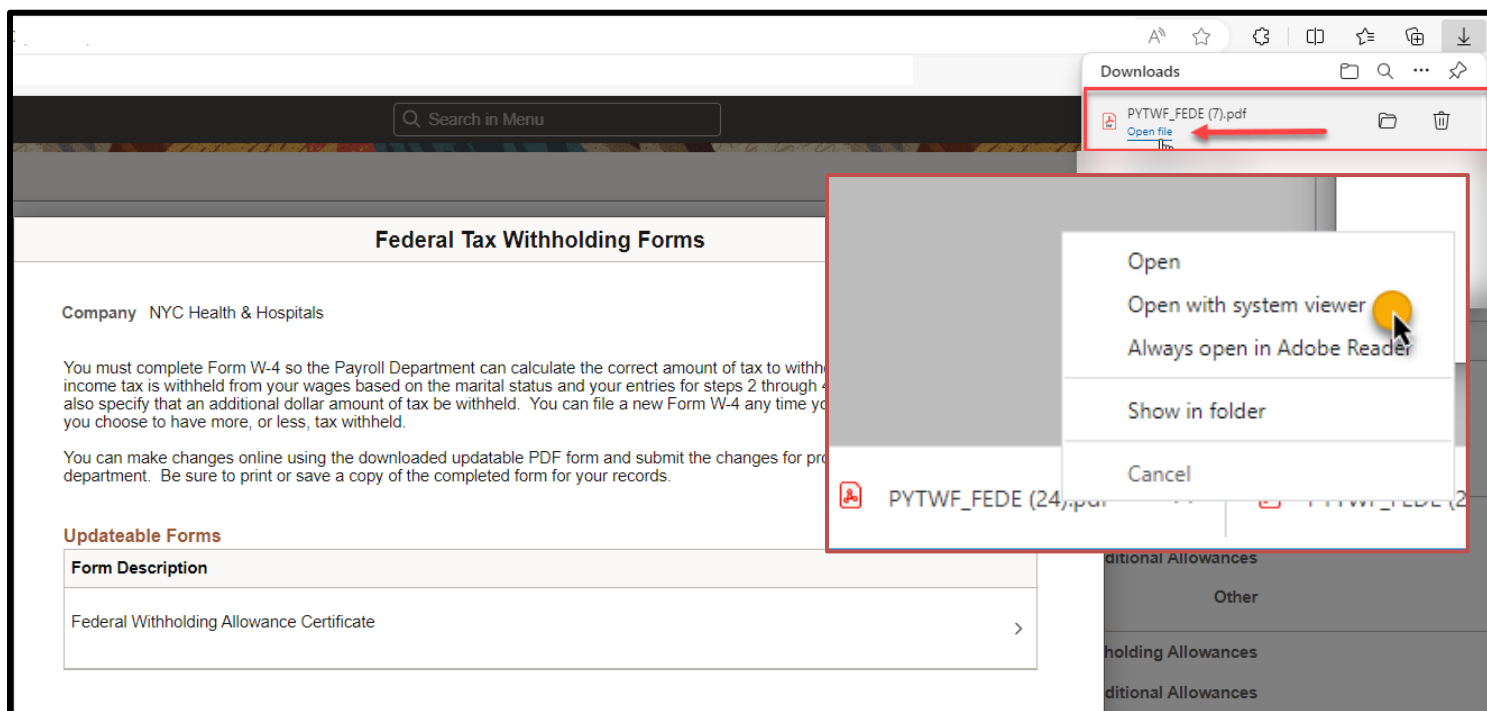 A
Downloads
Search in Menu
PYTWF_FEDE (7).pdf
Open file
Federal Tax Withholding Forms
Company NYC Health & Hospitals
You must complete Form W-4 so the Payroll Department can calculate the correct amount of tax to
income tax is withheld from your wages based on the marital status and your entries for steps 2 through
also specify that an additional dollar amount of tax be withheld. You can file a new Form W-4 any time
you choose to have more, or less, tax withheld.
You can make changes online using the downloaded updatable PDF form and submit the changes for
department. Be sure to print or save a copy of the completed form for your records.
Updateable Forms
Form Description
Federal Withholding Allowance Certificate
Open
Open with system viewer
Always open in Adobe Reader
Show in folder
Cancel
PYTWF_FEDE (24).pdf
Allowances
Other
Allowances
Allowances